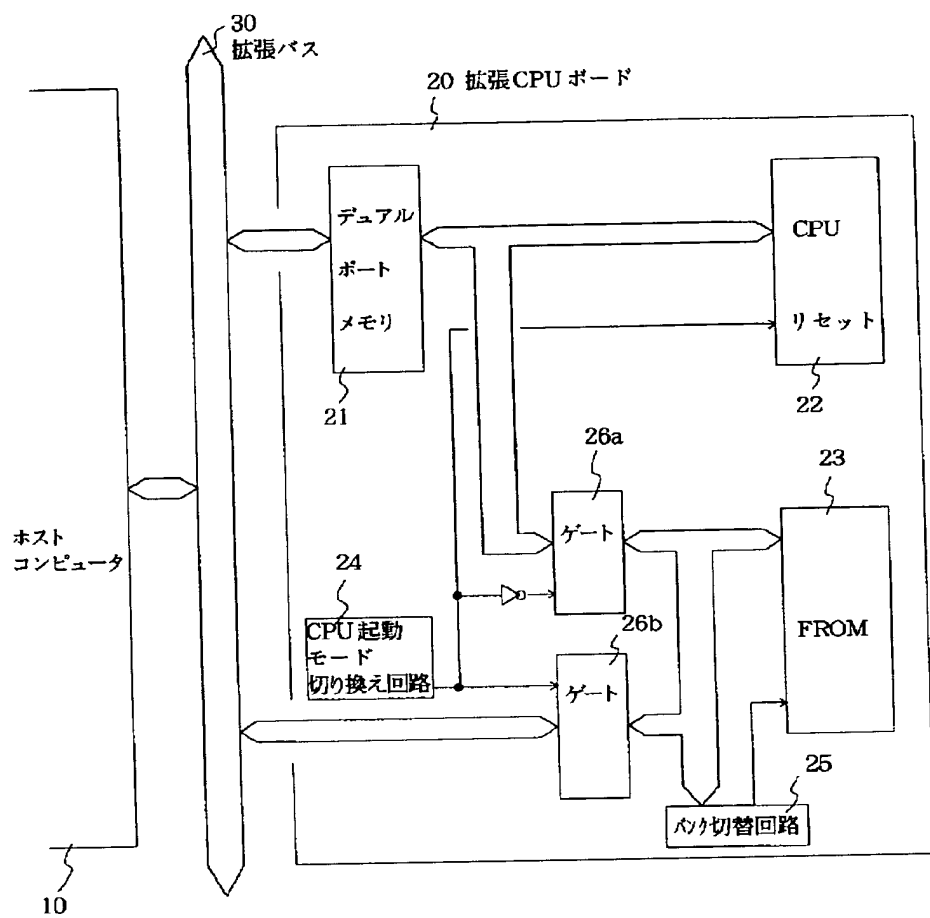 30
拡張バス
20 拡張CPUボード
デュアル
ポート
メモリ
CPU
リセット
21
22
26a
23
ゲート
ホスト
コンピュータ
24
CPU起動
モード
切り換え回路
26b
FROM
ゲート
25
バンク切替回路
10